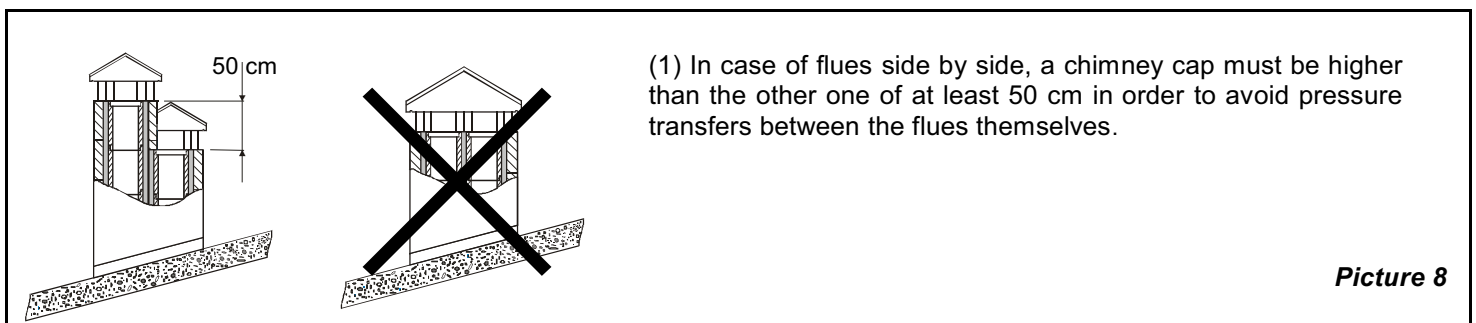 50 cm
(1) In case of flues side by side, a chimney cap must be higher
than the other one of at least 50 cm in order to avoid pressure
transfers between the flues themselves.
Picture 8